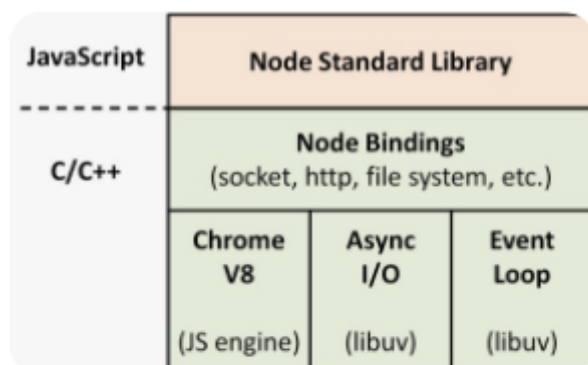 JavaScript
Node Standard Library
C/C++
Node Bindings
(socket, http, file system, etc.)
Chrome
V8
(JS engine)
Async
I/O
(libuv)
Event
Loop
(libuv)